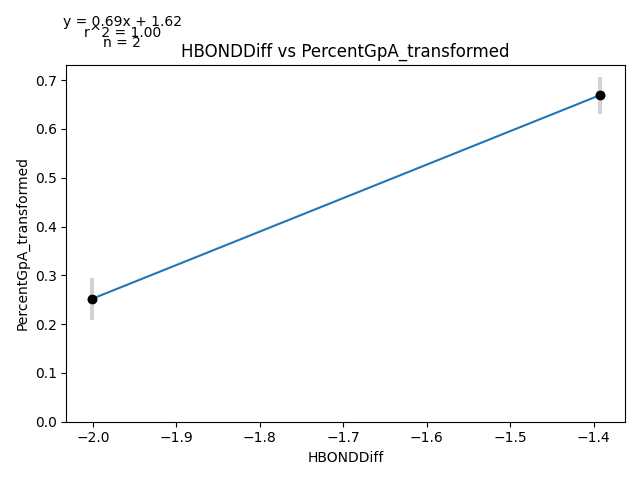 y = 0.69x + 1.62
r^2 = 1.00
n = 2
HBONDDiff vs PercentGpA_transformed
PercentGpA_transformed
0.7
0.6
0.5
0.4
0.3
0.2
0.1
0.0
−2.0 −1.9 −1.8 −1.7 −1.6 −1.5 −1.4
HBONDDiff